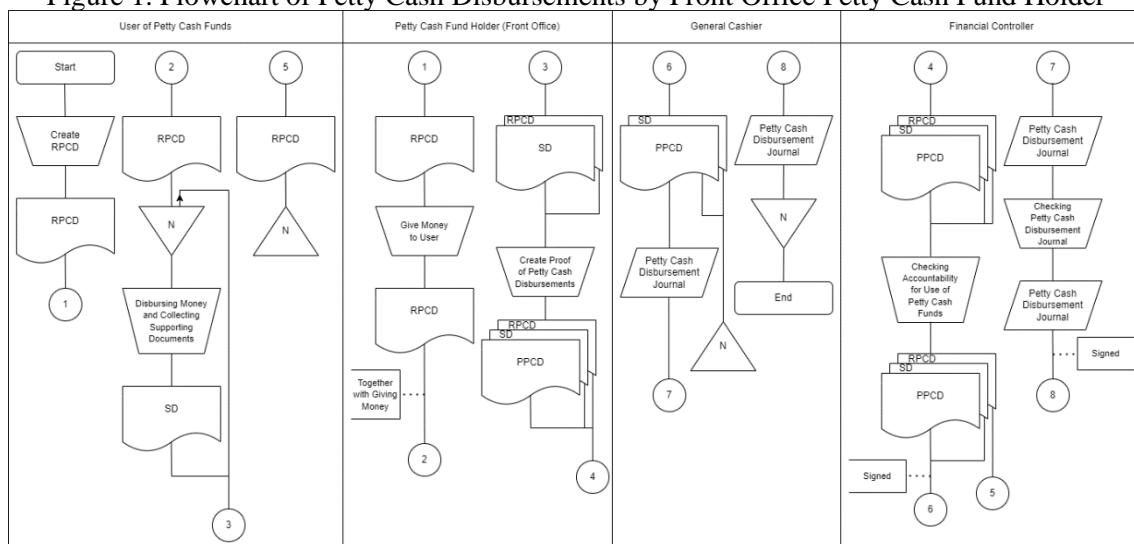 Figure 1. Flowchart of Petty Cash Disbursements by Front Office Petty Cash Fund Holder
User of Petty Cash Funds
Start
Create
RPCD
RPCD
1
2
RPCD
N
Disbursing Money
and Collecting
Supporting
Documents
SD
3
5
RPCD
N
Petty Cash Fund Holder (Front Office)
1
RPCD
Give Money
to User
RPCD
Together
with Giving
Money
2
3
RPCD
SD
Create Proof
of Petty Cash
Disbursements
RPCD
SD
PPCD
4
General Cashier
6
SD
PPCD
Petty Cash
Disbursement
Journal
N
7
8
Petty Cash
Disbursement
Journal
N
End
Financial Controller
4
RPCD
SD
PPCD
Checking
Accountability
for Use of
Petty Cash
Funds
RPCD
SD
PPCD
Signed
6
5
7
Petty Cash
Disbursement
Journal
Checking
Petty Cash
Disbursement
Journal
Petty Cash
Disbursement
Journal
Signed
8